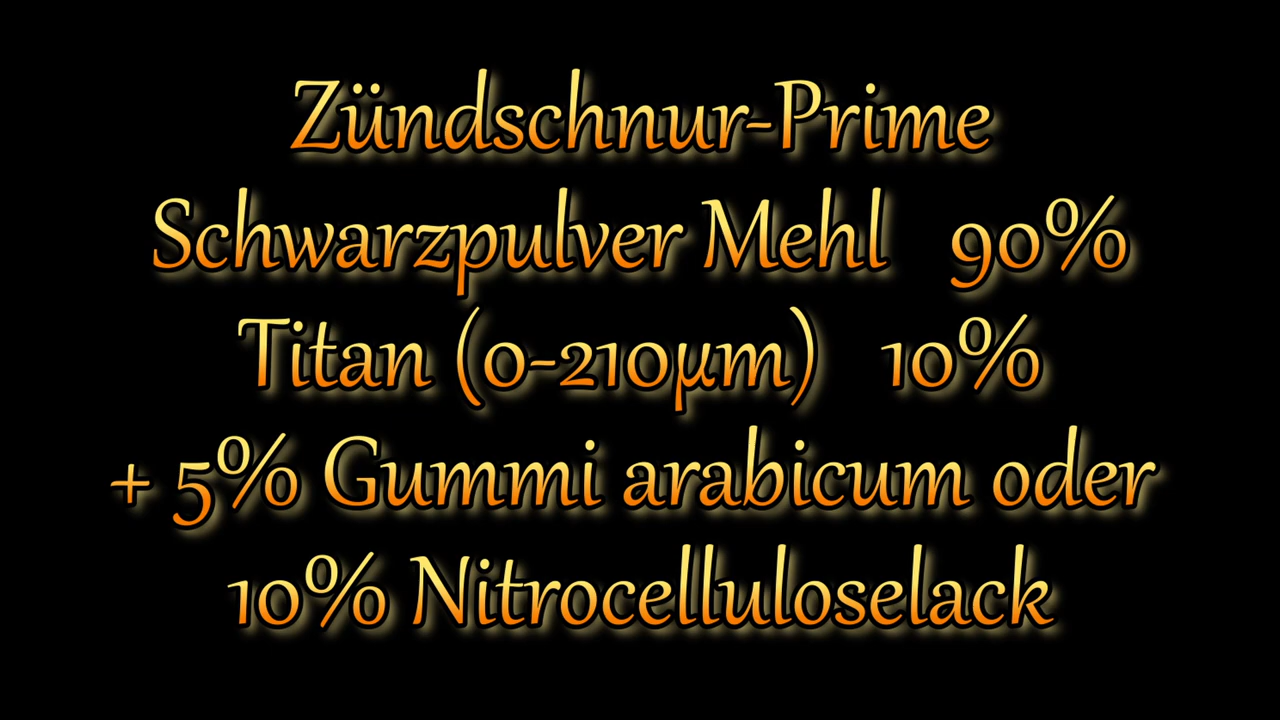 Zündschnur-Prime
Schwarzpulver Mehl 90%
Titan (0-210µm) 10%
+ 5% Gummi arabicum oder
10% Nitrocelluloselack